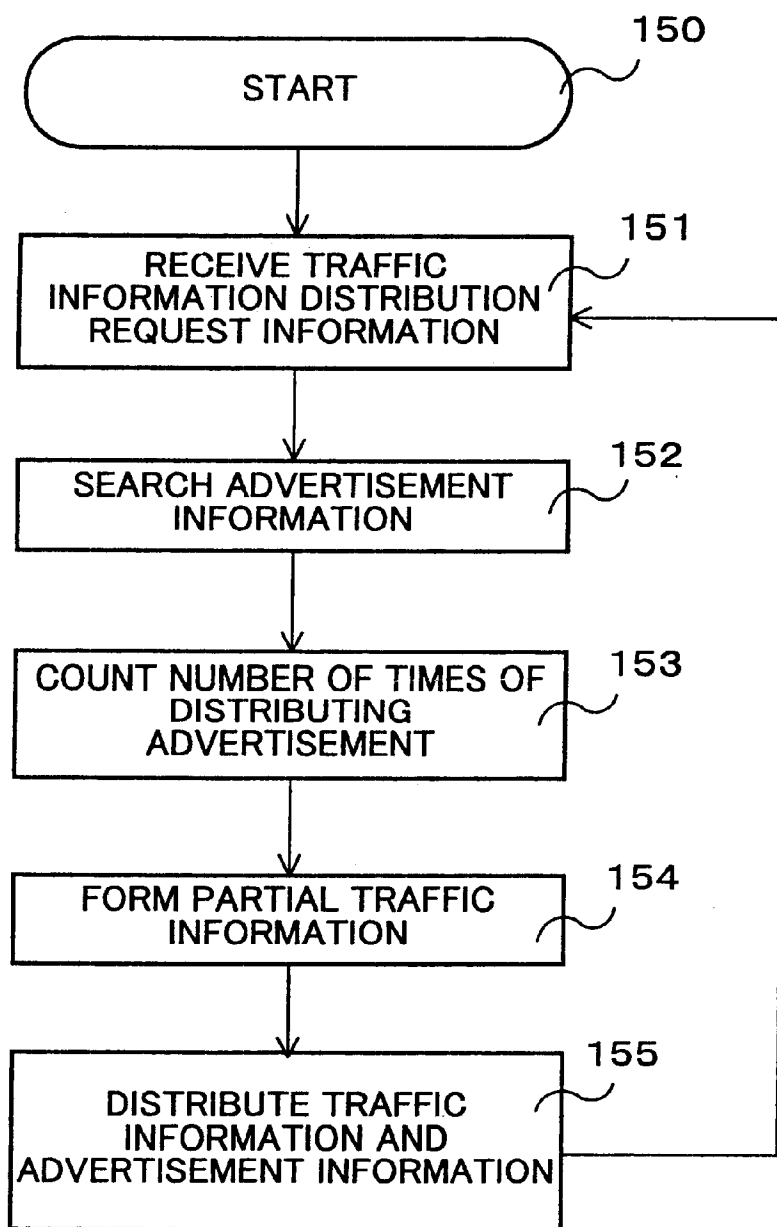 150
START
151
RECEIVE TRAFFIC
INFORMATION DISTRIBUTION
REQUEST INFORMATION
152
SEARCH ADVERTISEMENT
INFORMATION
153
COUNT NUMBER OF TIMES OF
DISTRIBUTING
ADVERTISEMENT
154
FORM PARTIAL TRAFFIC
INFORMATION
155
DISTRIBUTE TRAFFIC
INFORMATION AND
ADVERTISEMENT INFORMATION